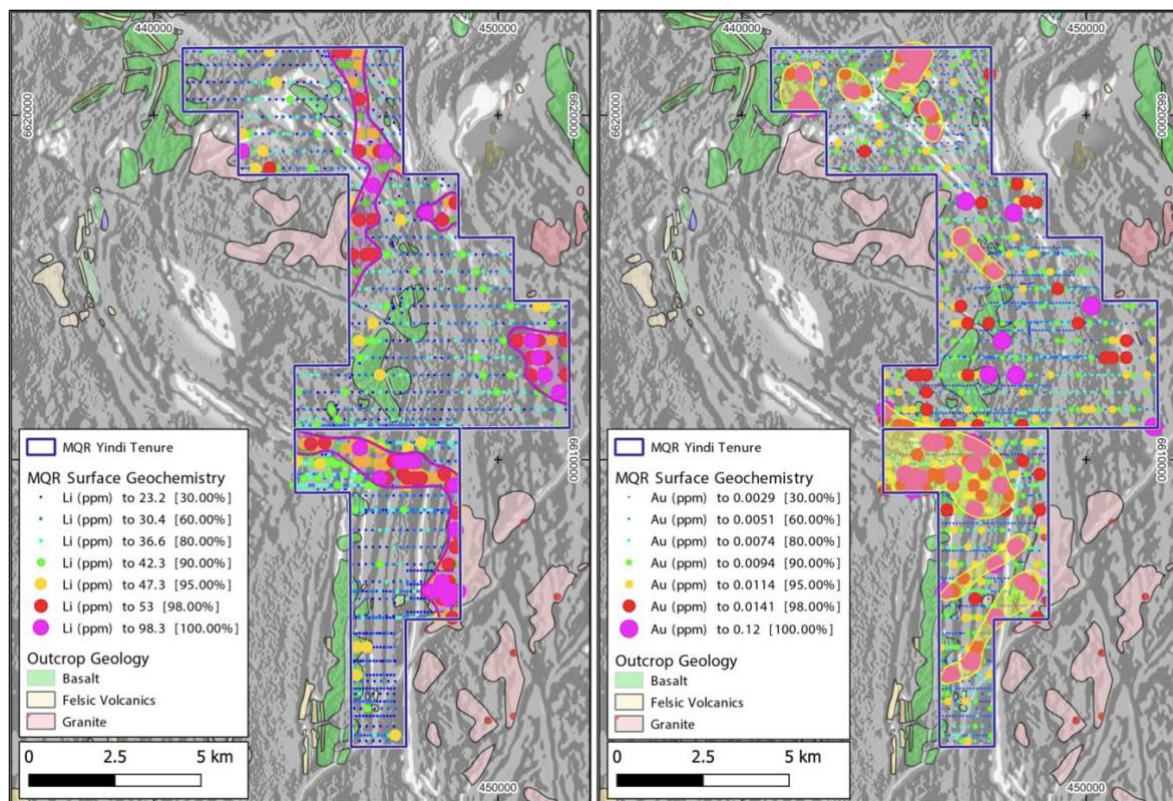 440000
450000
6620000
6620000
6610000
MQR Yindi Tenure
MQR Surface Geochemistry
Li (ppm) to 23.2 [30.00%]
Li (ppm) to 30.4 [60.00%]
Li (ppm) to 36.6 [80.00%]
Li (ppm) to 42.3 [90.00%]
Li (ppm) to 47.3 [95.00%]
Li (ppm) to 53 [98.00%]
Li (ppm) to 98.3 [100.00%]
Outcrop Geology
Basalt
Felsic Volcanics
Granite
0 2.5 5 km
450000
440000
450000
6620000
6620000
6610000
MQR Yindi Tenure
MQR Surface Geochemistry
Au (ppm) to 0.0029 [30.00%]
Au (ppm) to 0.0051 [60.00%]
Au (ppm) to 0.0074 [80.00%]
Au (ppm) to 0.0094 [90.00%]
Au (ppm) to 0.0114 [95.00%]
Au (ppm) to 0.0141 [98.00%]
Au (ppm) to 0.12 [100.00%]
Outcrop Geology
Basalt
Felsic Volcanics
Granite
0 2.5 5 km
450000